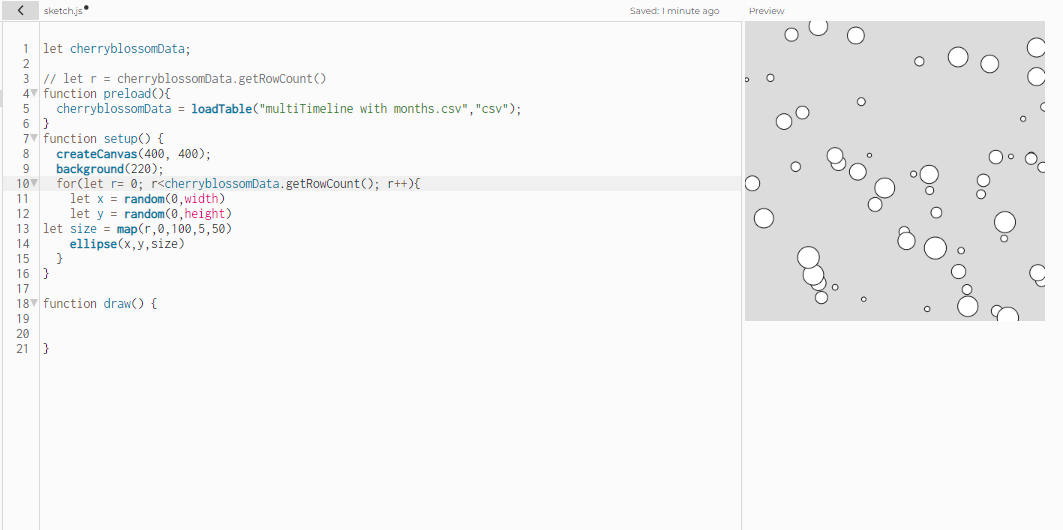 sketch.js
Saved: 1 minute ago
Preview
1 let cherryblossomData;
2
3 // let r = cherryblossomData.getRowCount()
4 function preload(){
5 cherryblossomData = loadTable("multiTimeline with months.csv","csv");
6 }
7 function setup() {
8 createCanvas(400, 400);
9 background(220);
10 for(let r= 0; r<cherryblossomData.getRowCount(); r++){
11 let x = random(0,width)
12 let y = random(0,height)
13 let size = map(r,0,100,5,50)
14 ellipse(x,y,size)
15 }
16 }
17
18 function draw() {
19
20
21 }